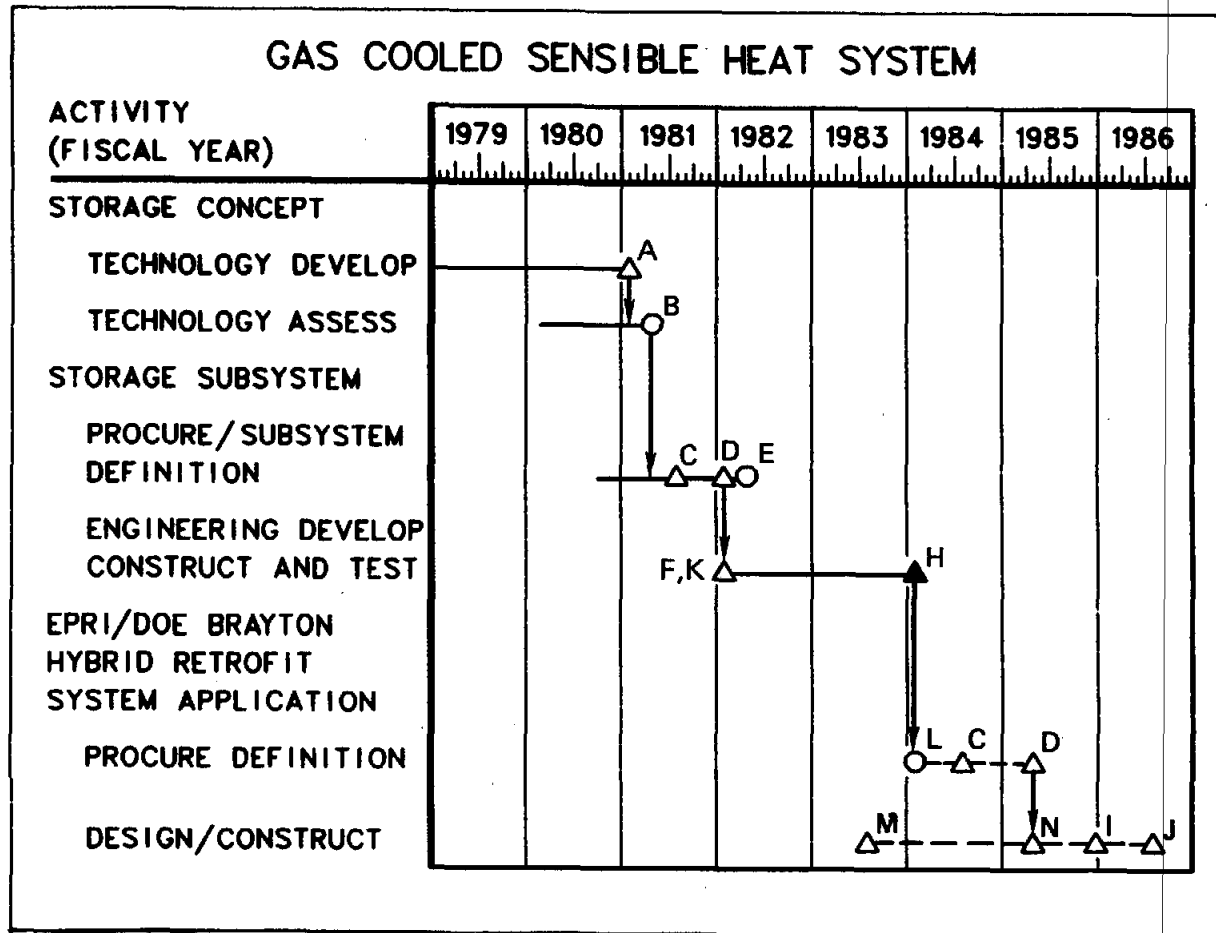 GAS COOLED SENSIBLE HEAT SYSTEM
ACTIVITY
(FISCAL YEAR)
1979 1980 1981 1982 1983 1984 1985 1986
STORAGE CONCEPT
TECHNOLOGY DEVELOP
A
TECHNOLOGY ASSESS
B
STORAGE SUBSYSTEM
PROCURE/SUBSYSTEM
DEFINITION
C D E
ENGINEERING DEVELOP
CONSTRUCT AND TEST
F,K H
EPRI/DOE BRAYTON
HYBRID RETROFIT
SYSTEM APPLICATION
PROCURE DEFINITION
L C D
DESIGN/CONSTRUCT
M N I J